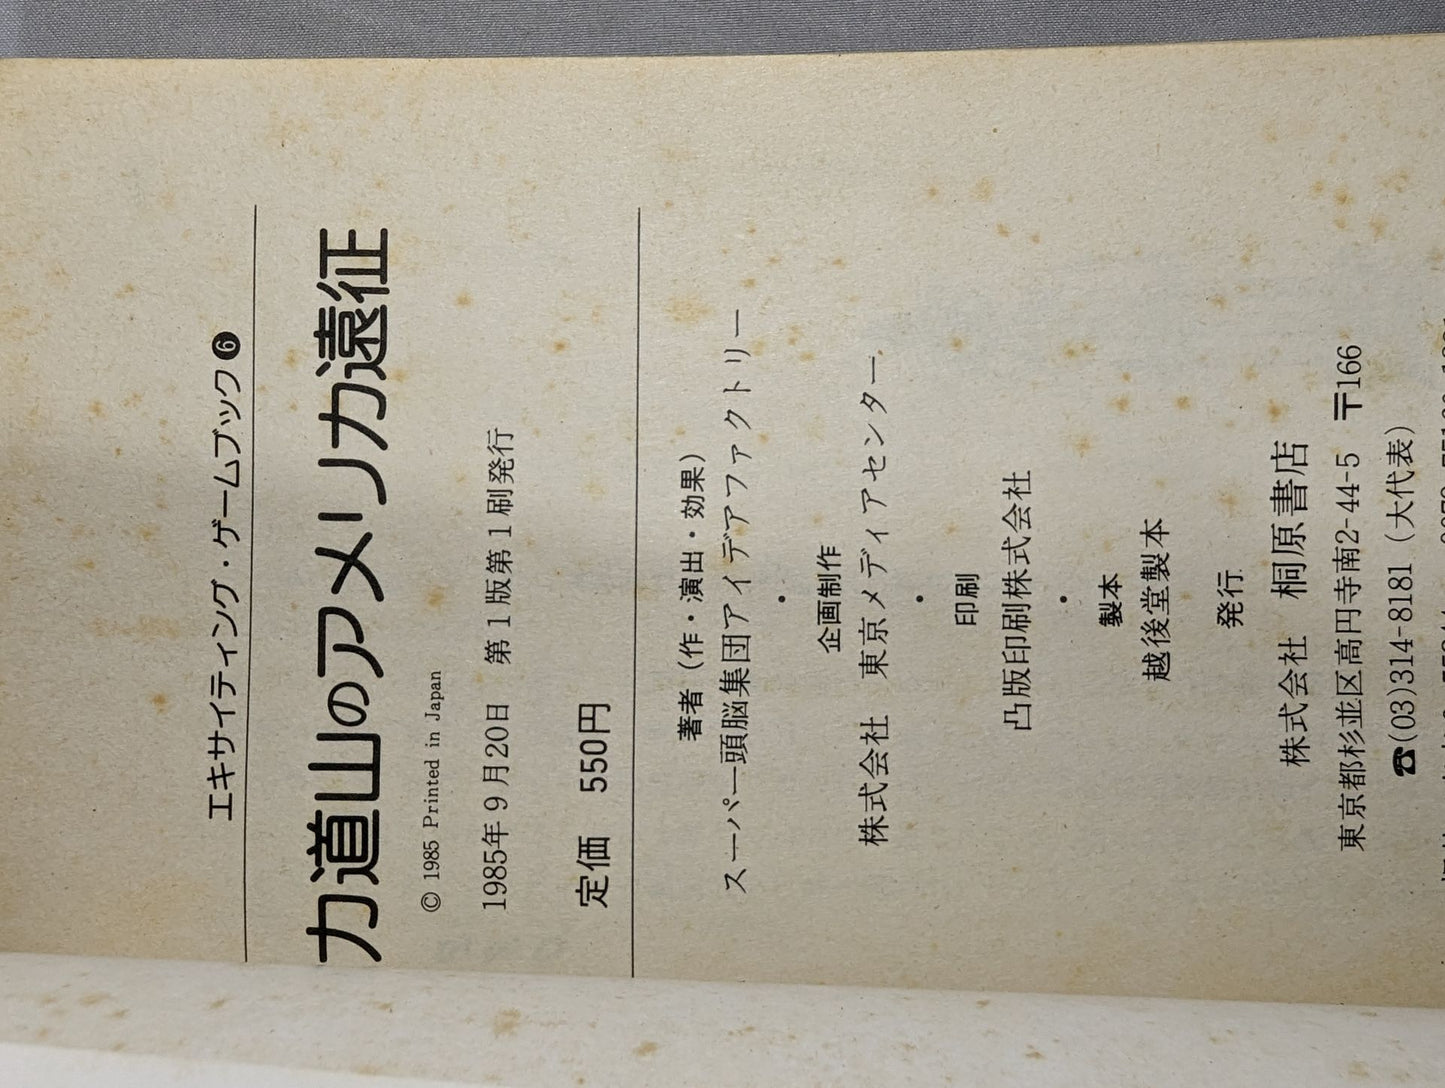 エキサイティング・ゲームブック❻
力道山のアメリカ遠征
© 1985 Printed in Japan
1985年9月20日 第1版第1刷発行
定価 550円
著者(作・演出・効果)
スーパー頭脳集団アイデアファクトリー
・
企画制作
株式会社 東京メディアセンター
・
印刷
凸版印刷株式会社
・
製本
越後堂製本
発行
株式会社 桐原書店
東京都杉並区高円寺南2-44-5 〒166
☎(03)314-8181(大代表)